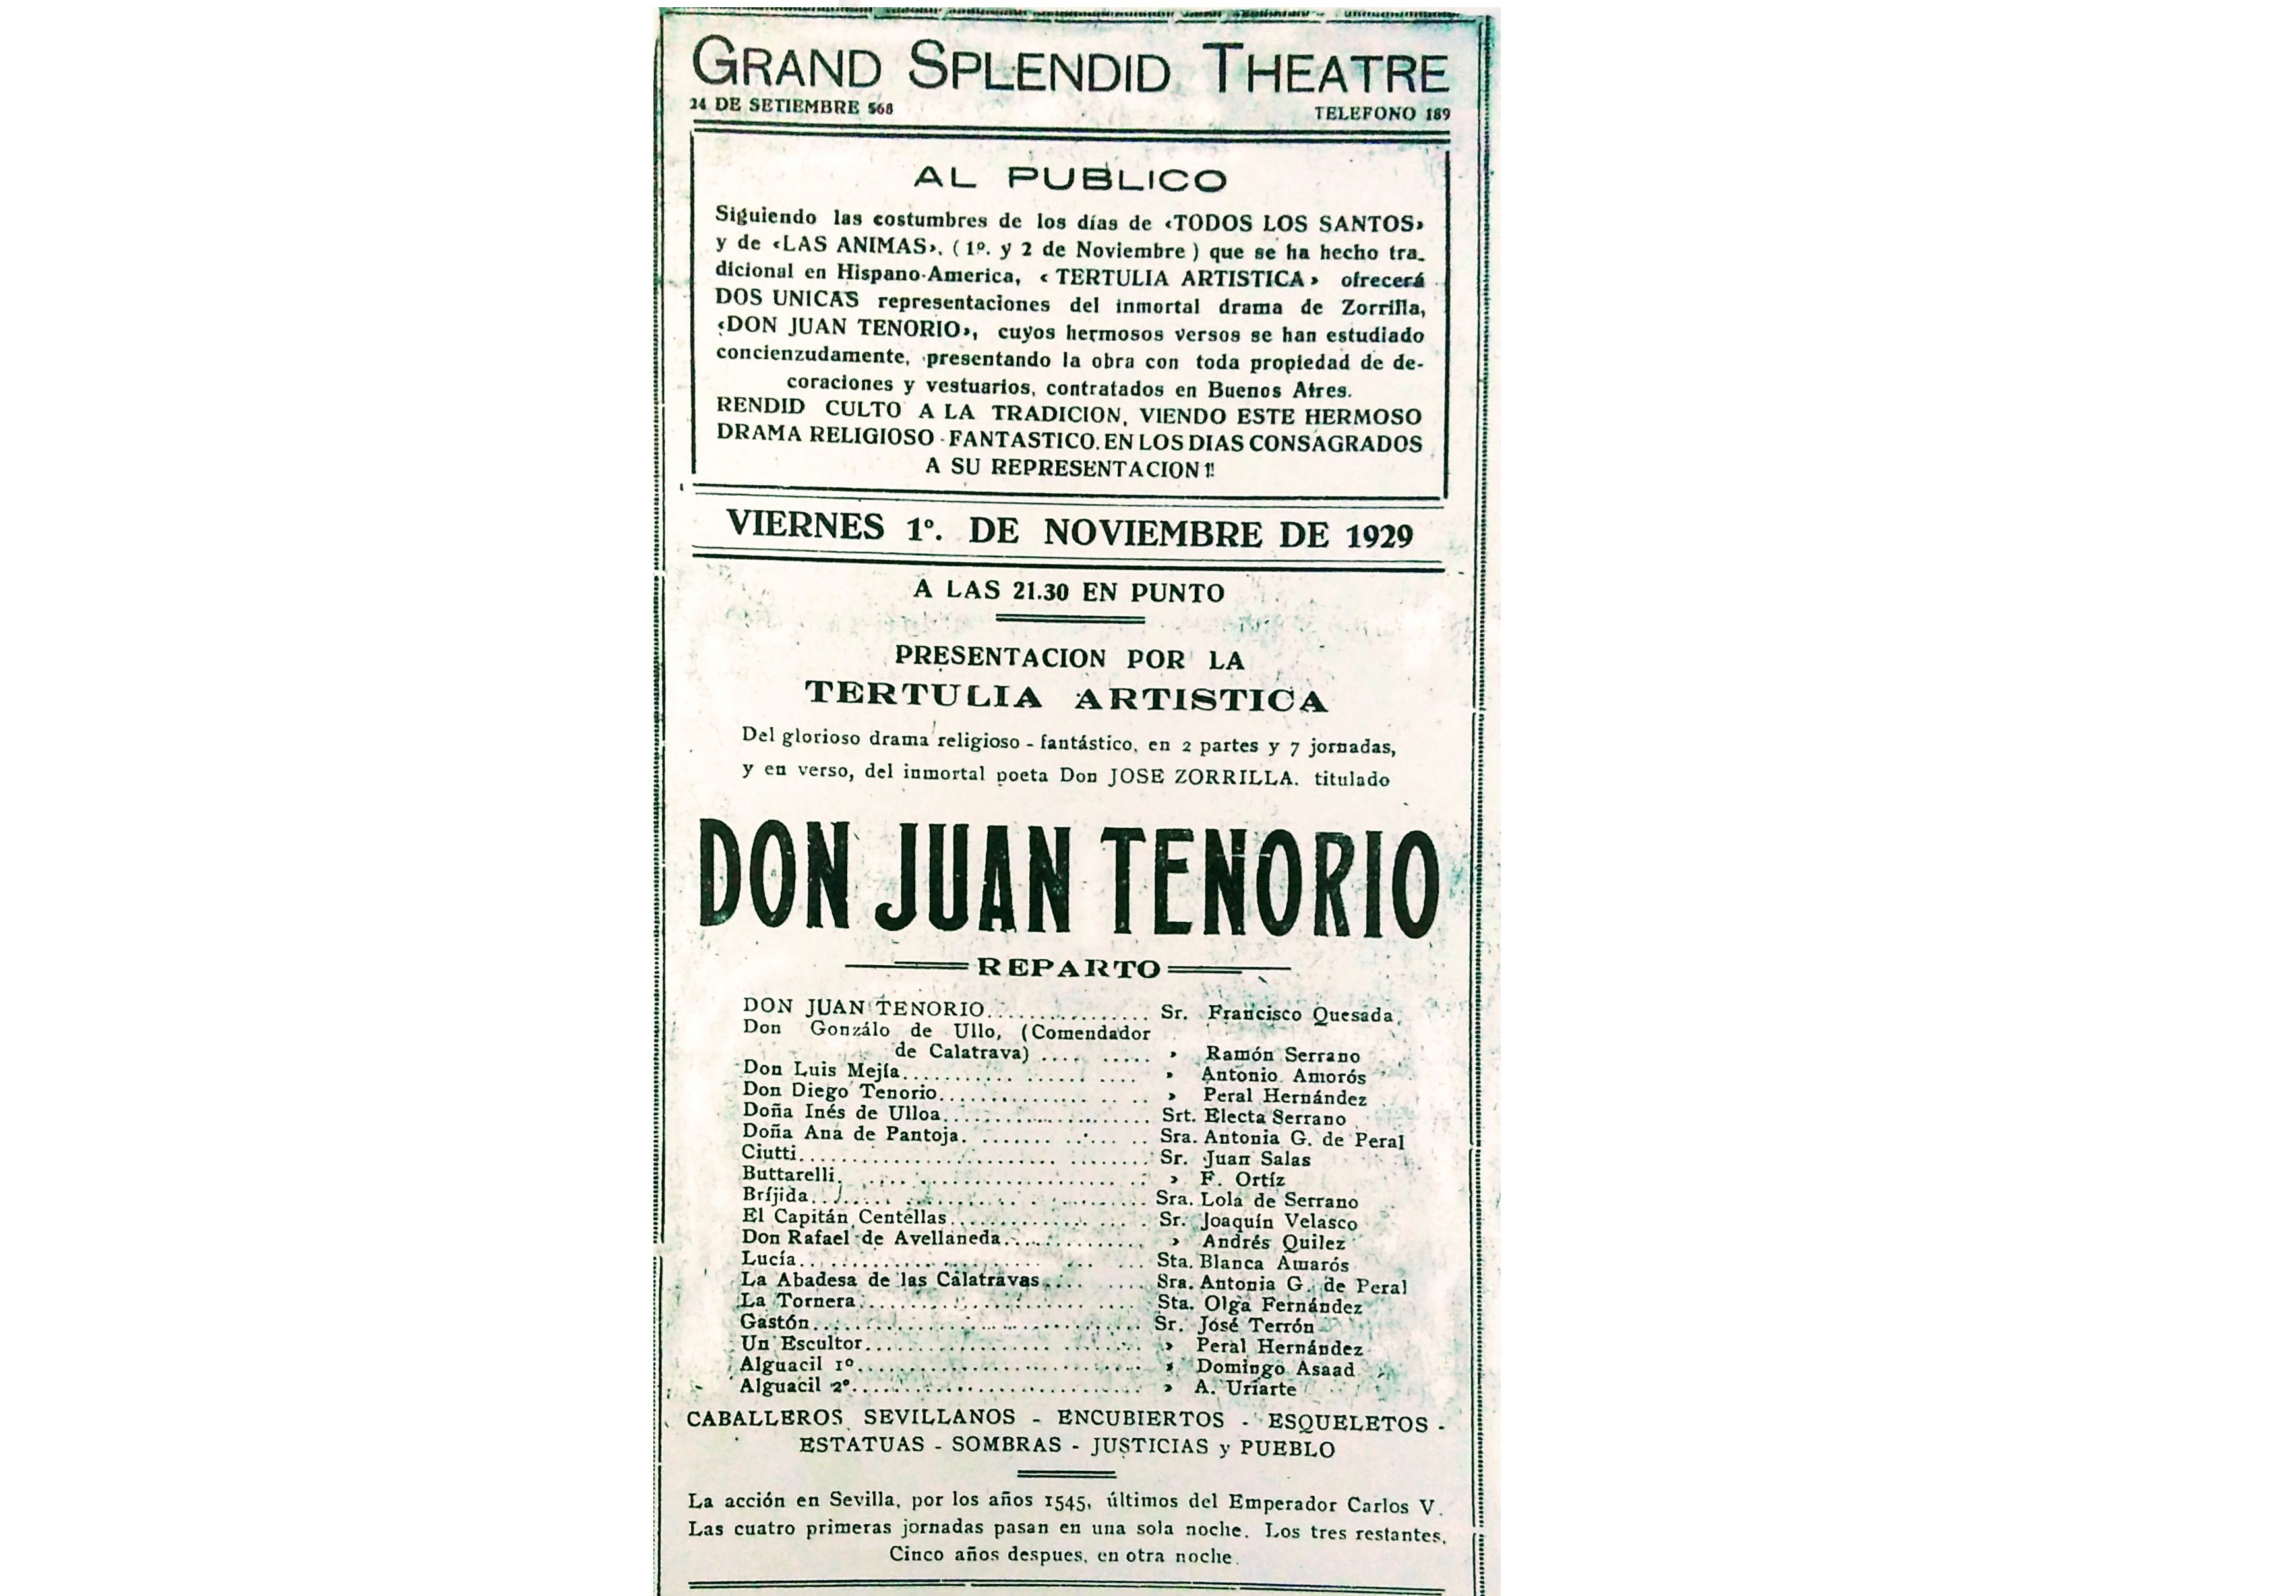 GRAND SPLENDID THEATRE
24 DE SETIEMBRE 568 TELEFONO 189
AL PUBLICO
Siguiendo las costumbres de los días de «TODOS LOS SANTOS»
y de «LAS ANIMAS», (1º. y 2 de Noviembre) que se ha hecho tra-
dicional en Hispano-America, «TERTULIA ARTISTICA» ofrecerá
DOS UNICAS representaciones del inmortal drama de Zorrilla,
«DON JUAN TENORIO», cuyos hermosos versos se han estudiado
concienzudamente, presentando la obra con toda propiedad de de-
coraciones y vestuarios, contratados en Buenos Aires.
RENDID CULTO A LA TRADICION, VIENDO ESTE HERMOSO
DRAMA RELIGIOSO - FANTASTICO. EN LOS DIAS CONSAGRADOS
A SU REPRESENTACION!!
VIERNES 1º. DE NOVIEMBRE DE 1929
A LAS 21.30 EN PUNTO
PRESENTACION POR LA
TERTULIA ARTISTICA
Del glorioso drama religioso - fantástico, en 2 partes y 7 jornadas,
y en verso, del inmortal poeta Don JOSE ZORRILLA. titulado
DON JUAN TENORIO
REPARTO
DON JUAN TENORIO................ Sr. Francisco Quesada,
Don Gonzálo de Ullo, (Comendador
de Calatrava) .... ..... » Ramón Serrano
Don Luis Mejía.......... ...... .... » Antonio Amorós
Don Diego Tenorio............... .. .. » Peral Hernández
Doña Inés de Ulloa..................... Srt. Electa Serrano
Doña Ana de Pantoja. ....... ..... .. Sra. Antonia G. de Peral
Ciutti......................... ........ Sr. Juan Salas
Buttarelli. .... ..................... .. » F. Ortíz
Bríjida ......... ...................... Sra. Lola de Serrano
El Capitán Centellas............. ... . Sr. Joaquín Velasco
Don Rafael de Avellaneda.............. » Andrés Quilez
Lucía.. ................... ... ... Sta. Blanca Amarós
La Abadesa de las Calatravas.... .... Sra. Antonia G. de Peral
La Tornera...................... ... Sta. Olga Fernández
Gastón................................ Sr. José Terrón
Un Escultor.......................... » Peral Hernández
Alguacil 1º........................... » Domingo Asaad
Alguacil 2º........................... » A. Uriarte
CABALLEROS SEVILLANOS - ENCUBIERTOS - ESQUELETOS -
ESTATUAS - SOMBRAS - JUSTICIAS y PUEBLO
La acción en Sevilla, por los años 1545, últimos del Emperador Carlos V.
Las cuatro primeras jornadas pasan en una sola noche. Los tres restantes,
Cinco años despues, en otra noche.